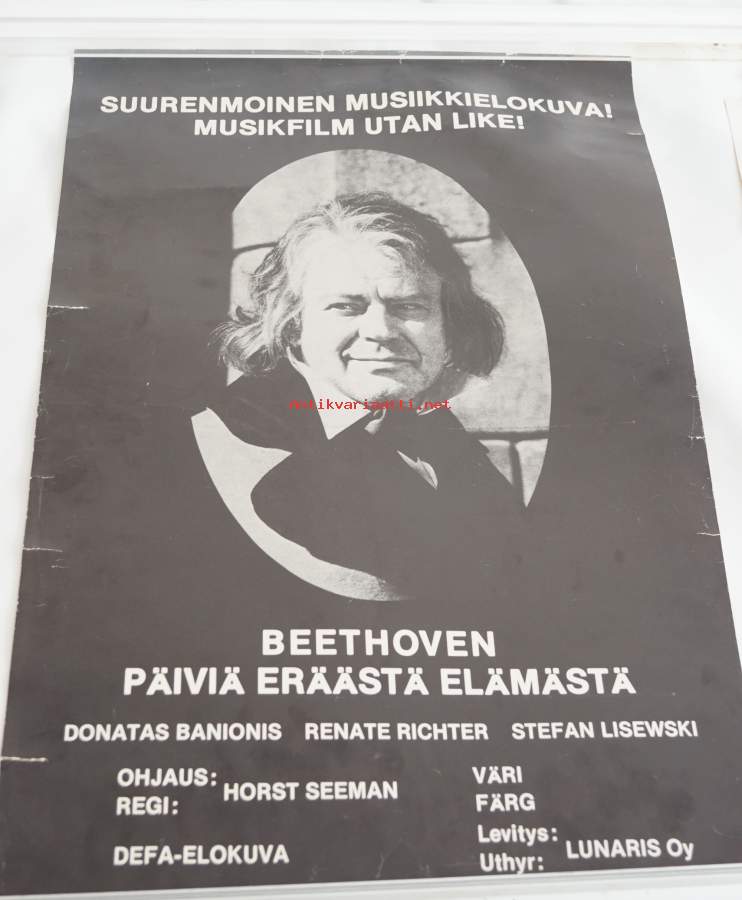 SUURENMOINEN MUSIIKKIELOKUVA!
MUSIKFILM UTAN LIKE!
Antikvariaatti.net
BEETHOVEN
PÄIVIÄ ERÄÄSTÄ ELÄMÄSTÄ
DONATAS BANIONIS RENATE RICHTER STEFAN LISEWSKI
OHJAUS:
REGI: HORST SEEMAN
VÄRI
FÄRG
DEFA-ELOKUVA
Levitys:
Uthyr: LUNARIS Oy